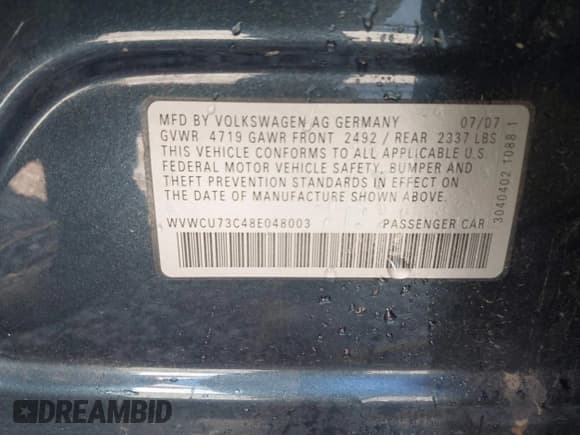 MFD BY VOLKSWAGEN AG GERMANY 07/07
GVWR 4719 GAWR FRONT 2492 / REAR 2337 LBS
THIS VEHICLE CONFORMS TO ALL APPLICABLE U.S
FEDERAL MOTOR VEHICLE SAFETY, BUMPER AND
THEFT PREVENTION STANDARDS IN EFFECT ON
THE DATE OF MANUFACTURE SHOWN ABOVE.
WVWCU73C48E048003 PASSENGER CAR
3040402 1088 1
DREAMBID